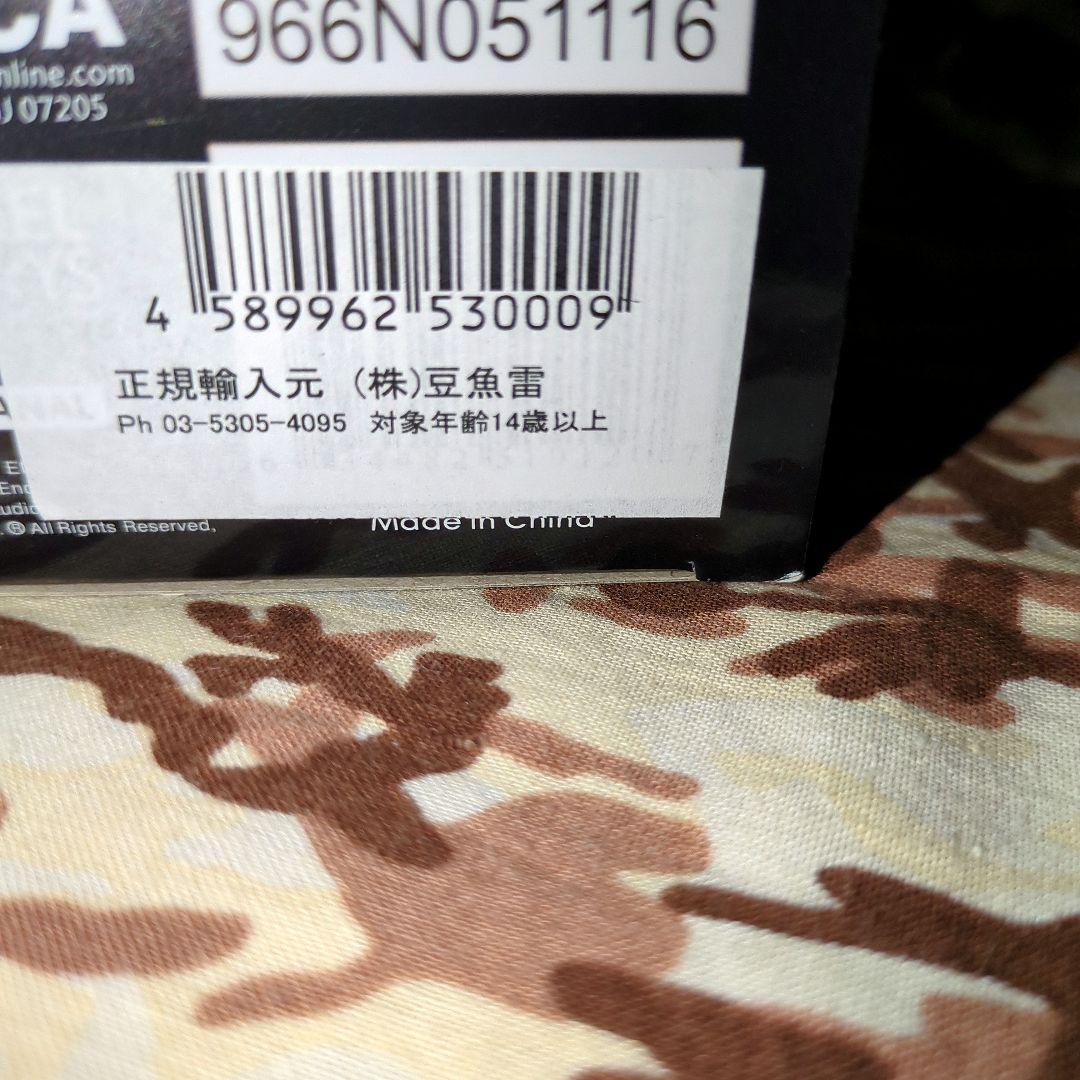 CA
966N051116
nline.com
J 07205
4 589962 530009
正規輸入元 (株)豆魚雷
Ph 03-5305-4095 対象年齢14歳以上
® All Rights Reserved.
Made in China